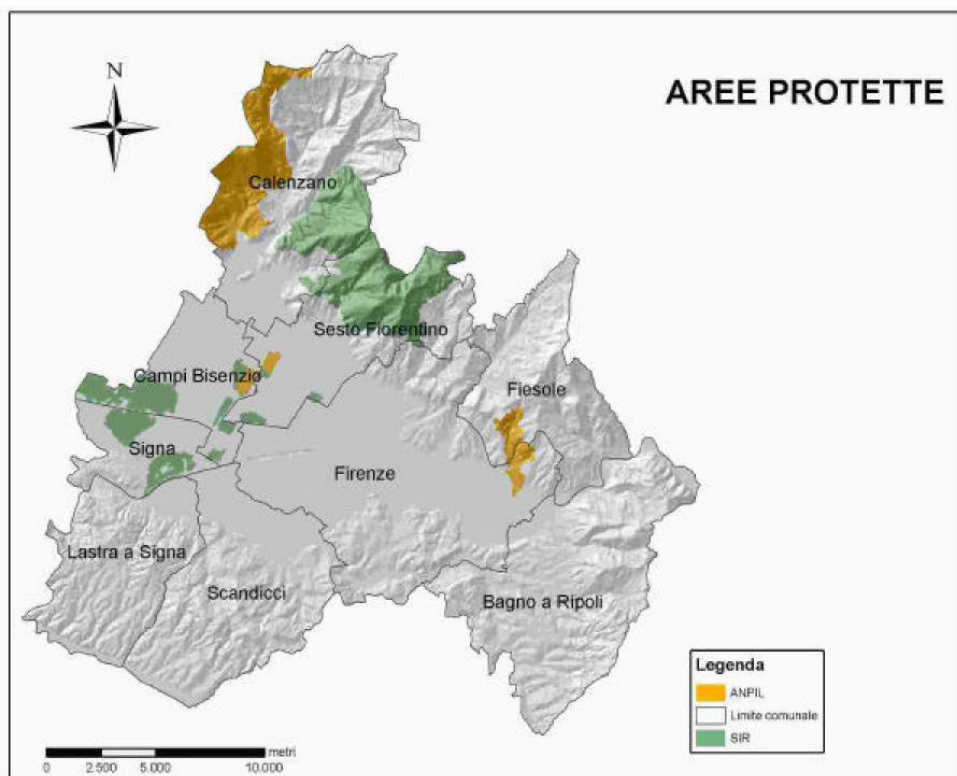 AREE PROTETTE
N
Calenzano
Sesto Fiorentino
Campi Bisenzio
Fiesole
Signa
Firenze
Lastra a Signa
Scandicci
Bagno a Ripoli
Legenda
ANPIL
Limite comunale
SIR
metri
0 2.500 5.000 10.000